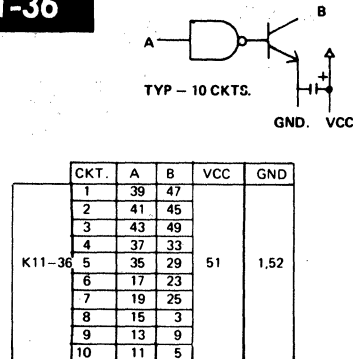 1-36
B
A
+
TYP – 10 CKTS.
GND. VCC
CKT. A B VCC GND
1 39 47
2 41 45
3 43 49
4 37 33
K11–36 5 35 29 51 1,52
6 17 23
7 19 25
8 15 3
9 13 9
10 11 5